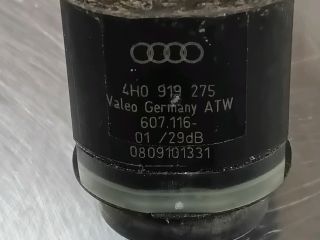 4H0 919 275
Valeo Germany ATW
607.116-
01 /29dB
0809101331